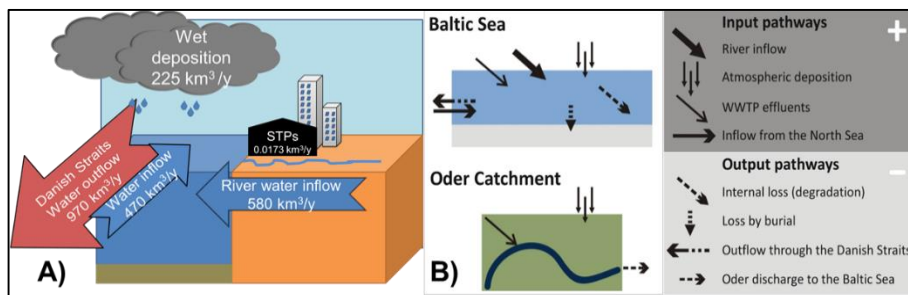 Wet
deposition
225 km³/y
STPs
0.0173 km³/y
Danish Straits
Water outflow
970 km³/y
Water inflow
470 km³/y
River water inflow
580 km³/y
A)
Baltic Sea
Oder Catchment
B)
Input pathways
+
River inflow
Atmospheric deposition
WWTP effluents
Inflow from the North Sea
Output pathways
−
Internal loss (degradation)
Loss by burial
Outflow through the Danish Straits
Oder discharge to the Baltic Sea